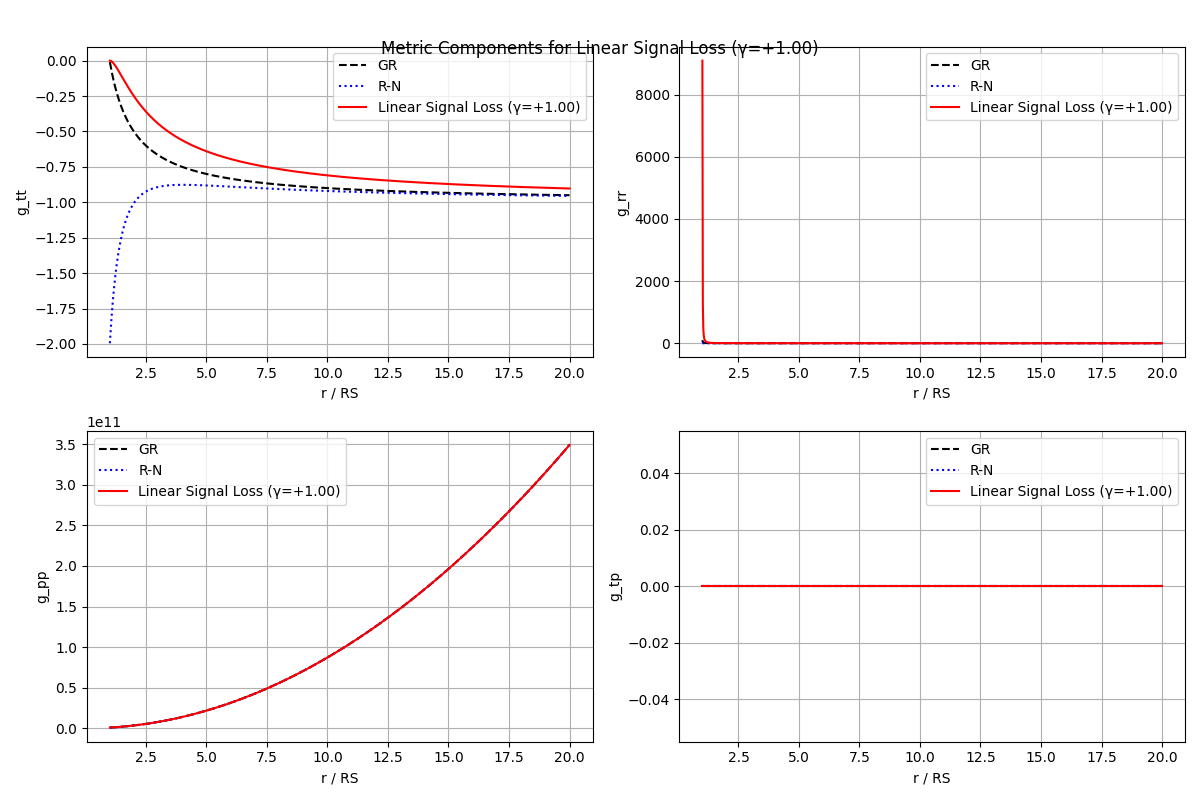 Metric Components for Linear Signal Loss (γ=+1.00)
0.00
−0.25
−0.50
−0.75
−1.00
−1.25
−1.50
−1.75
−2.00
g_tt
GR
R-N
Linear Signal Loss (γ=+1.00)
2.5 5.0 7.5 10.0 12.5 15.0 17.5 20.0
r / RS
8000
6000
4000
2000
0
g_rr
GR
R-N
Linear Signal Loss (γ=+1.00)
2.5 5.0 7.5 10.0 12.5 15.0 17.5 20.0
r / RS
1e11
3.5
3.0
2.5
2.0
1.5
1.0
0.5
0.0
g_pp
GR
R-N
Linear Signal Loss (γ=+1.00)
2.5 5.0 7.5 10.0 12.5 15.0 17.5 20.0
r / RS
0.04
0.02
0.00
−0.02
−0.04
g_tp
GR
R-N
Linear Signal Loss (γ=+1.00)
2.5 5.0 7.5 10.0 12.5 15.0 17.5 20.0
r / RS